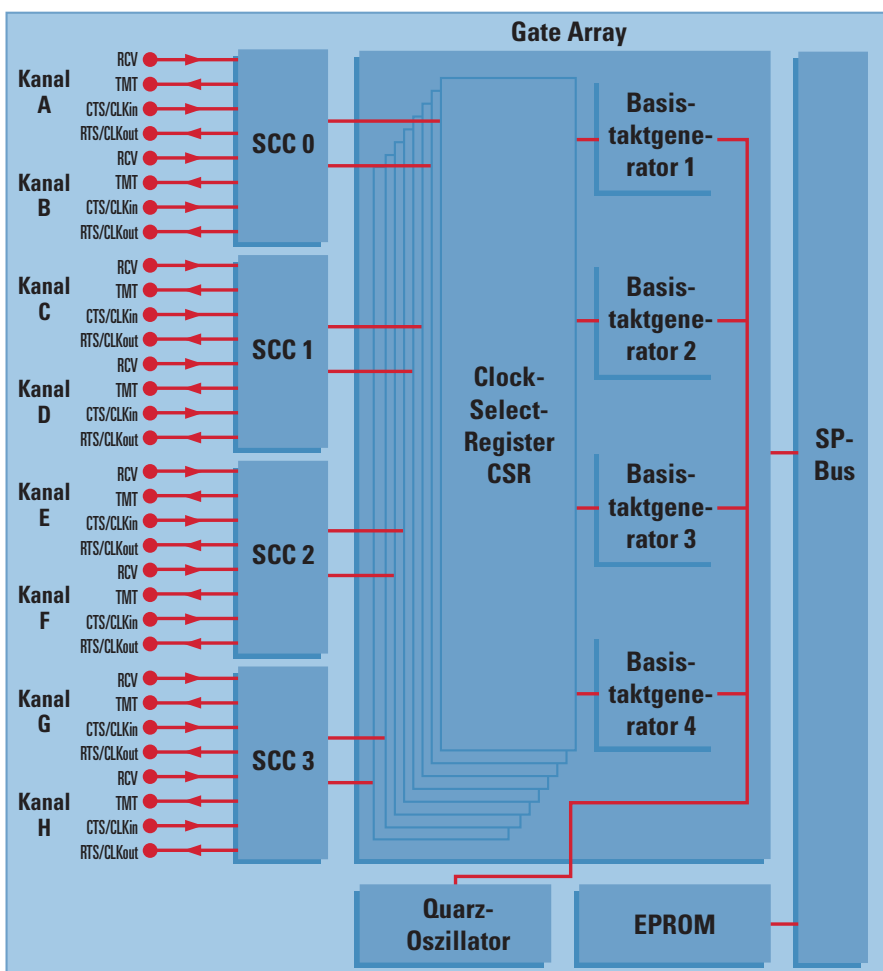 Gate Array
Kanal
A
RCV
TMT
CTS/CLKin
RTS/CLKout
Kanal
B
RCV
TMT
CTS/CLKin
RTS/CLKout
SCC 0
Kanal
C
RCV
TMT
CTS/CLKin
RTS/CLKout
Kanal
D
RCV
TMT
CTS/CLKin
RTS/CLKout
SCC 1
Kanal
E
RCV
TMT
CTS/CLKin
RTS/CLKout
Kanal
F
RCV
TMT
CTS/CLKin
RTS/CLKout
SCC 2
Kanal
G
RCV
TMT
CTS/CLKin
RTS/CLKout
Kanal
H
RCV
TMT
CTS/CLKin
RTS/CLKout
SCC 3
Clock-
Select-
Register
CSR
Basis-
taktgene-
rator 1
Basis-
taktgene-
rator 2
Basis-
taktgene-
rator 3
Basis-
taktgene-
rator 4
SP-
Bus
Quarz-
Oszillator
EPROM